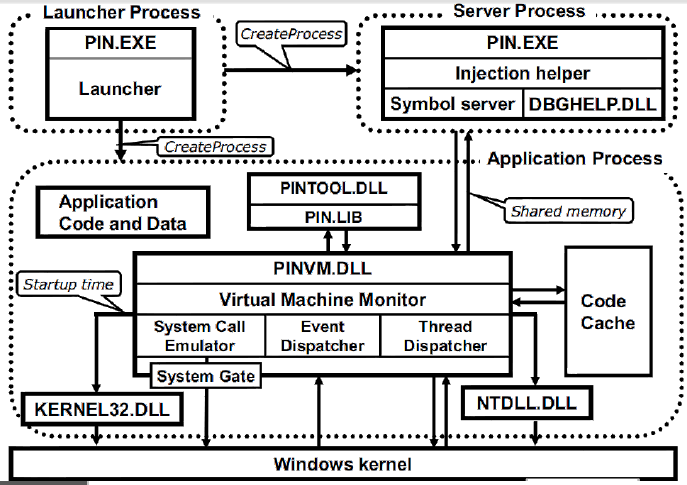 Launcher Process
Server Process
PIN.EXE
Launcher
CreateProcess
PIN.EXE
Injection helper
Symbol server
DBGHELP.DLL
CreateProcess
Application Process
Application
Code and Data
PINTOOL.DLL
PIN.LIB
Shared memory
PINVM.DLL
Virtual Machine Monitor
System Call
Emulator
Event
Dispatcher
Thread
Dispatcher
System Gate
Code
Cache
Startup time
KERNEL32.DLL
NTDLL.DLL
Windows kernel